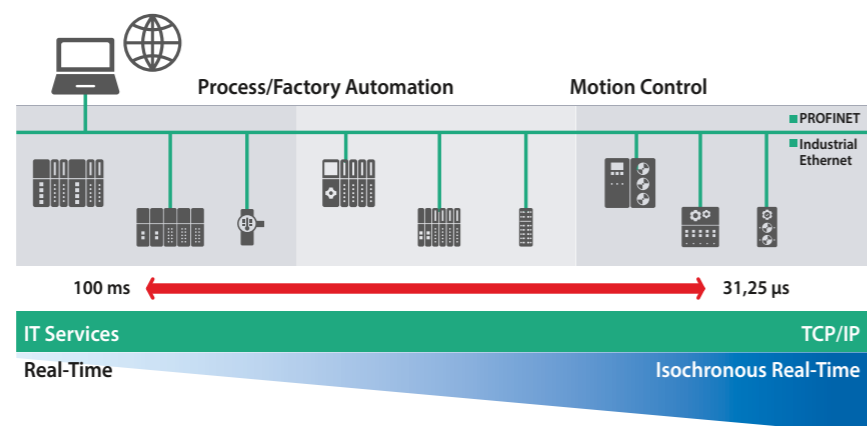 Process/Factory Automation
Motion Control
PROFINET
Industrial
Ethernet
100 ms
31,25 µs
IT Services
TCP/IP
Real-Time
Isochronous Real-Time